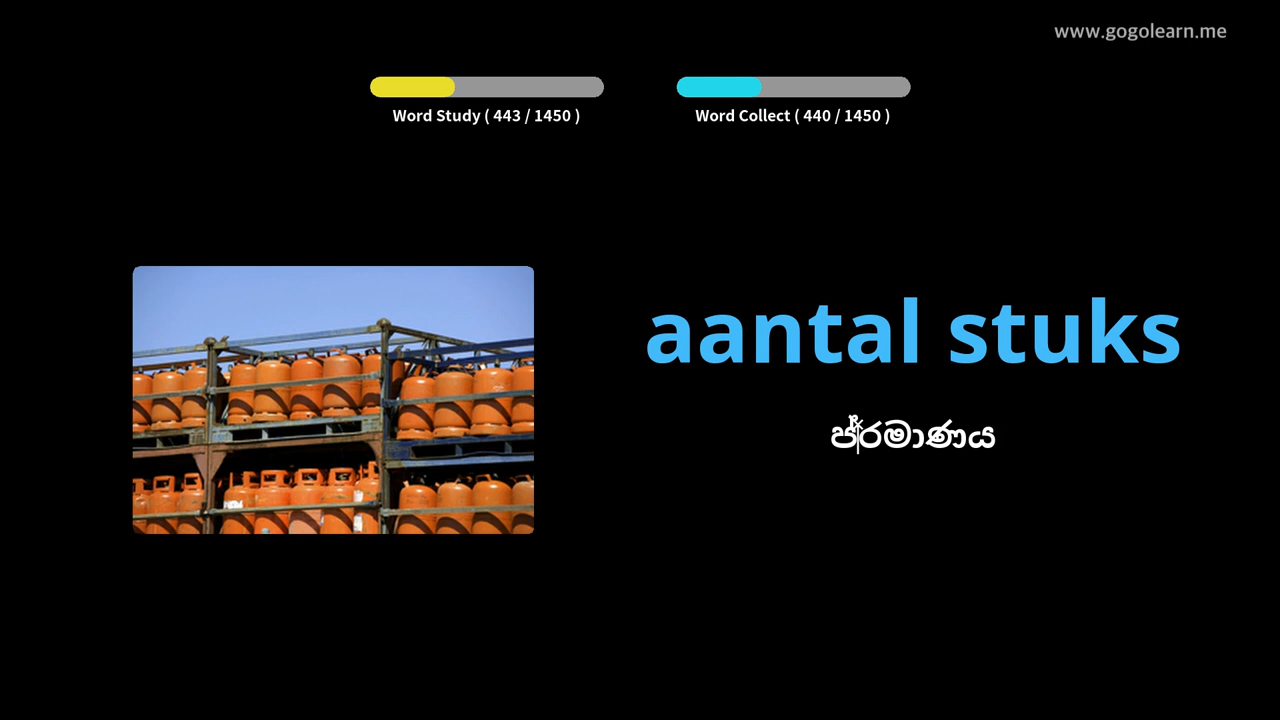 www.gogolearn.me
Word Study ( 443 / 1450 )
Word Collect ( 440 / 1450 )
aantal stuks
ප්‍රමාණය